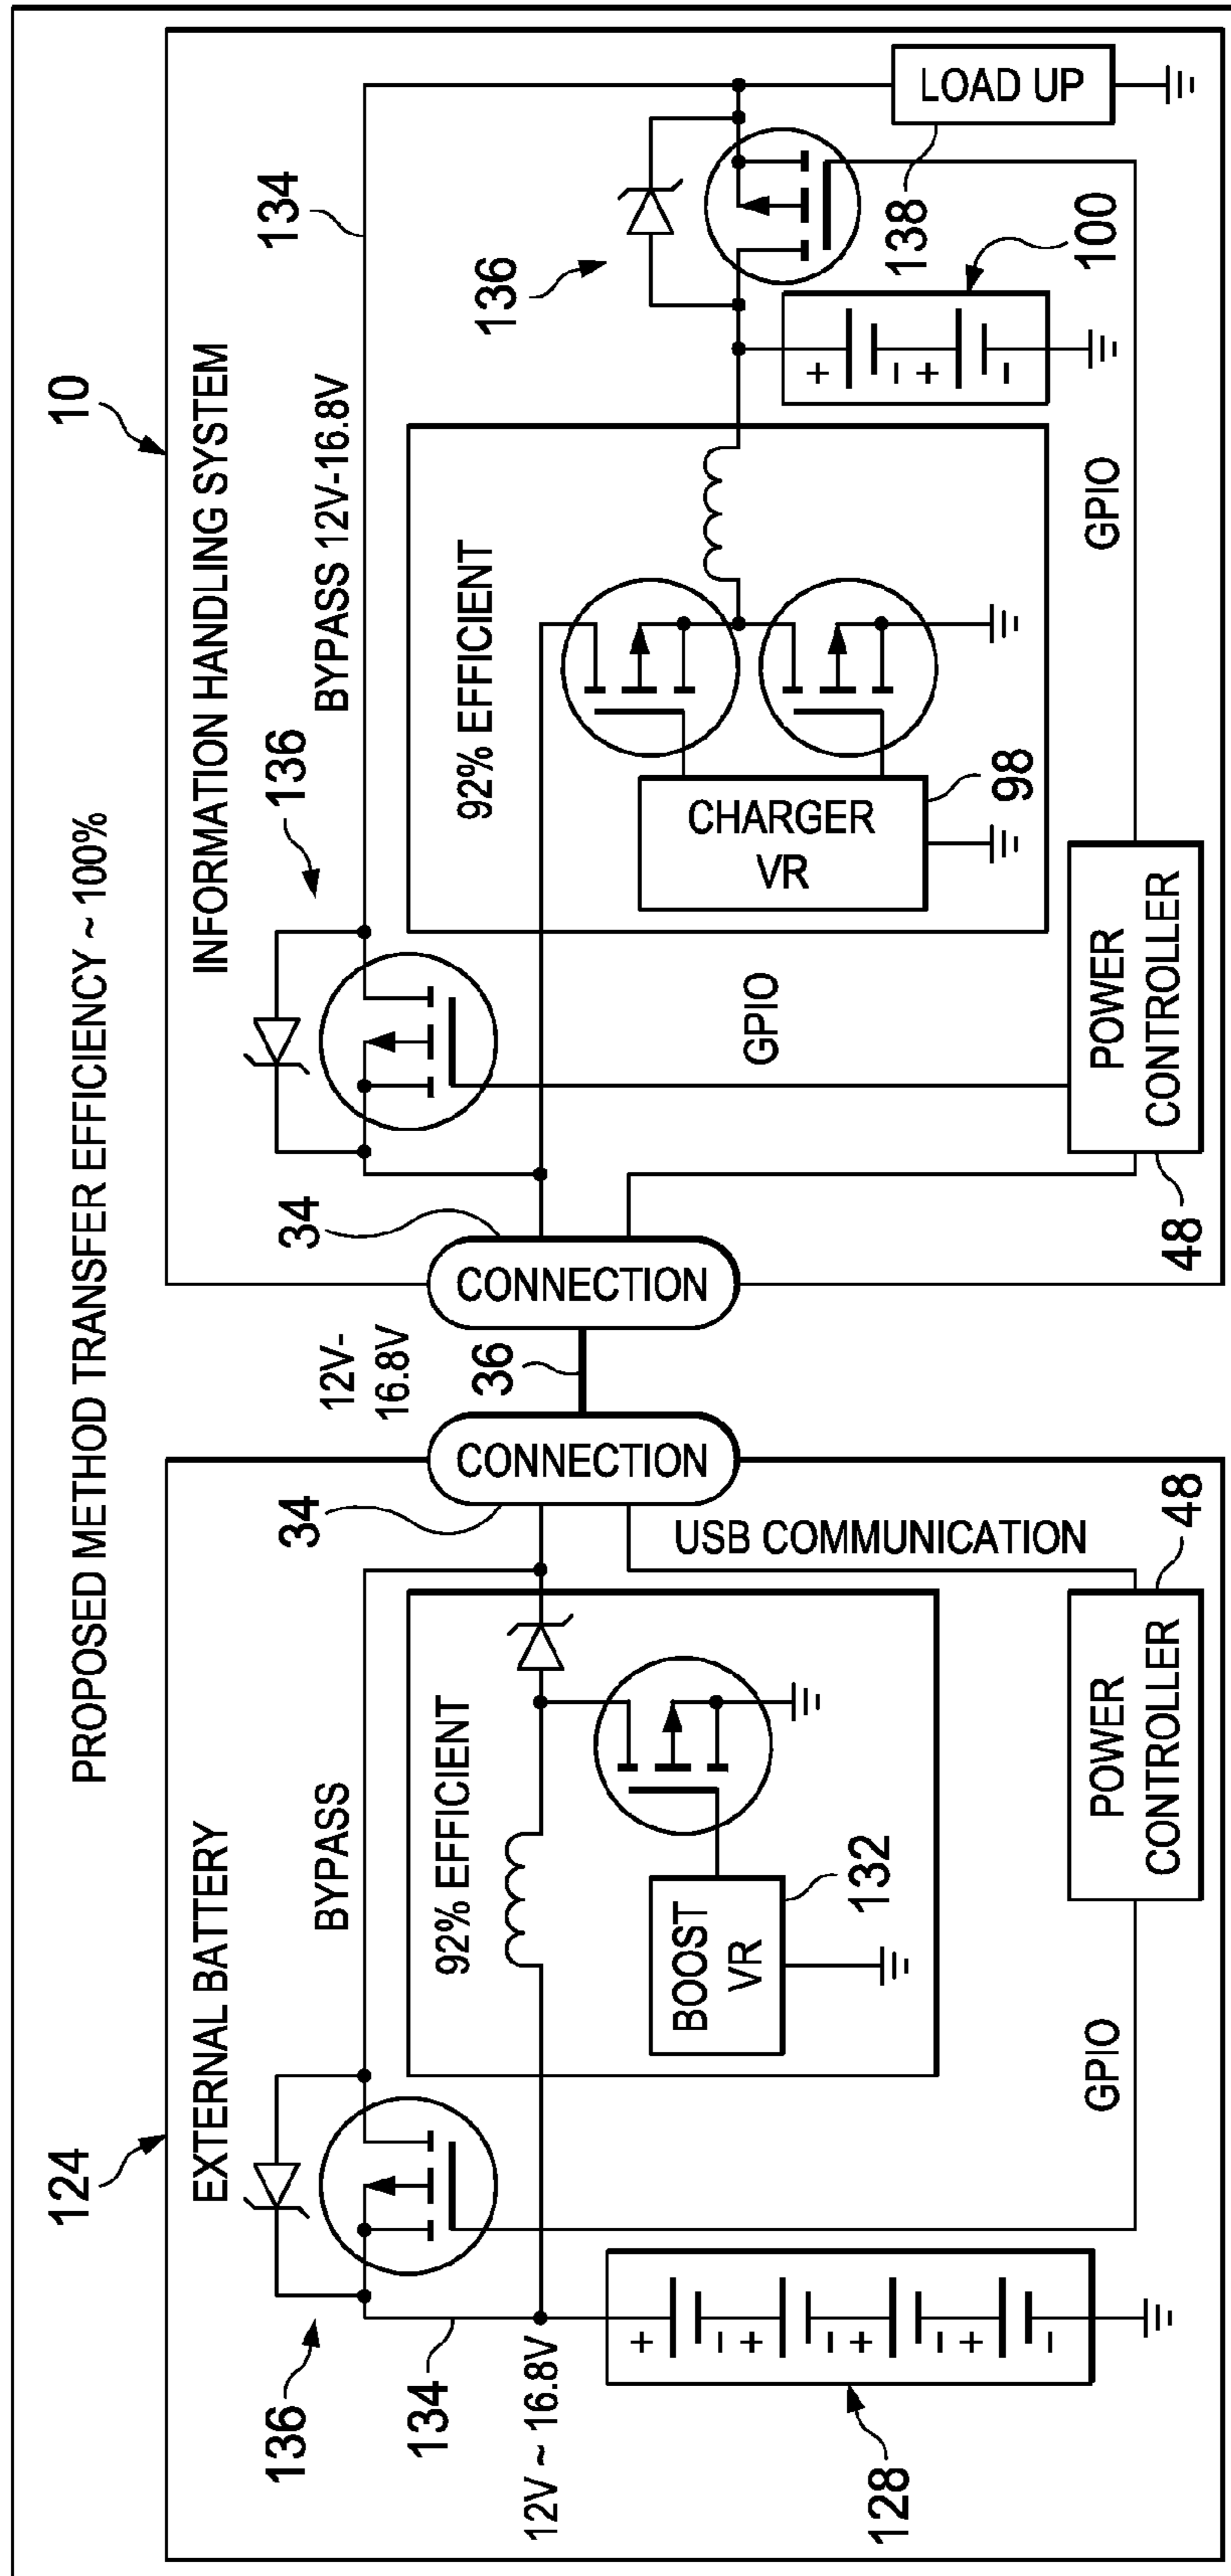 PROPOSED METHOD TRANSFER EFFICIENCY ~ 100%
124
EXTERNAL BATTERY
136
BYPASS
134
12V ~ 16.8V
92% EFFICIENT
BOOST
VR
132
+
-
+
-
+
-
+
-
128
GPIO
POWER
CONTROLLER
48
USB COMMUNICATION
34
CONNECTION
12V-
16.8V
36
34
CONNECTION
10
INFORMATION HANDLING SYSTEM
136
BYPASS 12V-16.8V
134
92% EFFICIENT
CHARGER
VR
98
GPIO
POWER
CONTROLLER
48
GPIO
136
+
-
+
-
100
138
LOAD UP